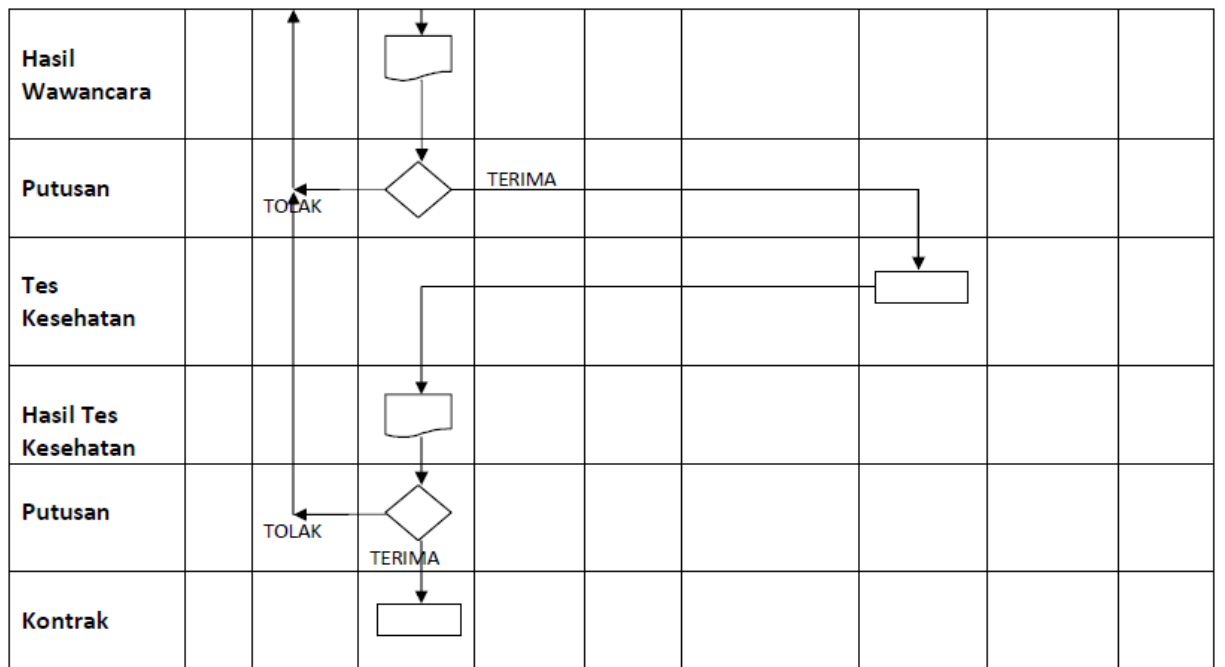 Hasil
Wawancara
Putusan
TERIMA
TOLAK
Tes
Kesehatan
Hasil Tes
Kesehatan
Putusan
TOLAK
TERIMA
Kontrak